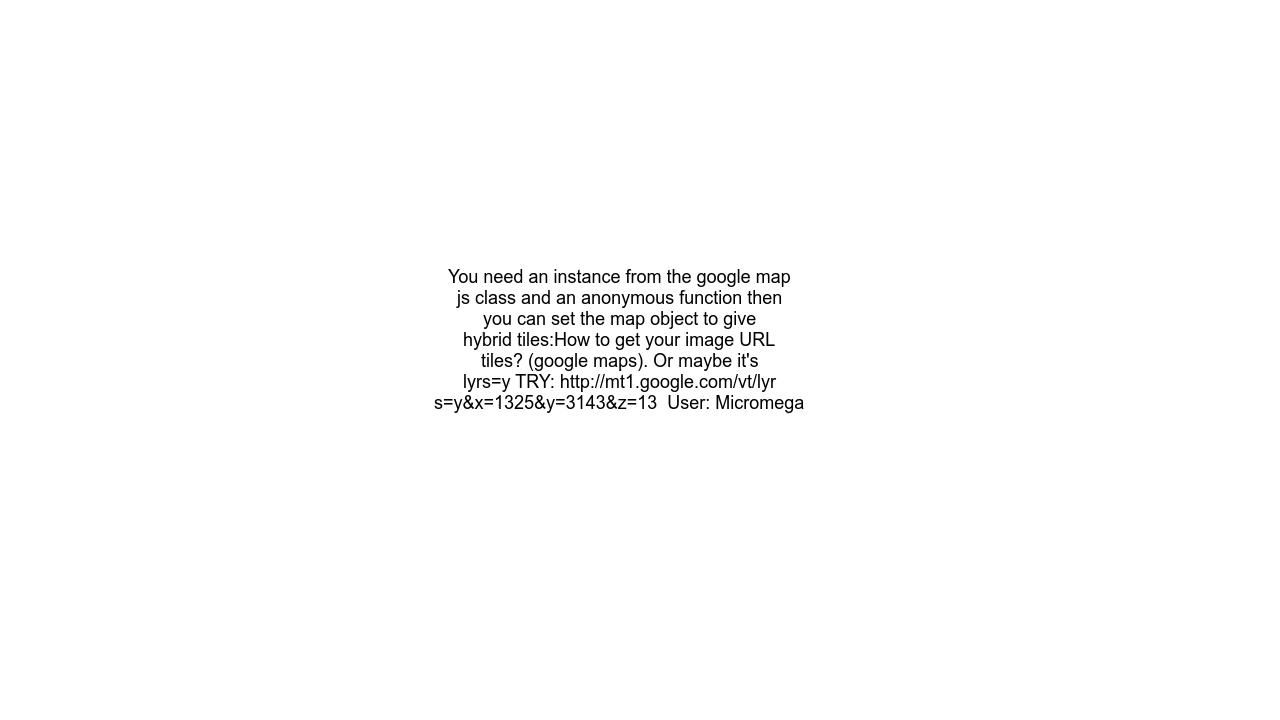 You need an instance from the google map
js class and an anonymous function then
you can set the map object to give
hybrid tiles:How to get your image URL
tiles? (google maps). Or maybe it's
lyrs=y TRY: http://mt1.google.com/vt/lyr
s=y&x=1325&y=3143&z=13  User: Micromega